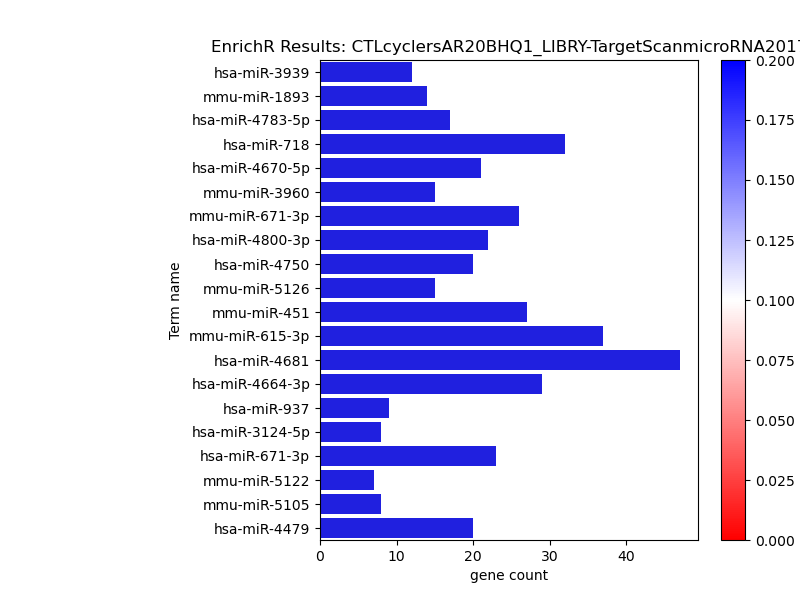 EnrichR Results: CTLcyclersAR20BHQ1_LIBRY-TargetScanmicroRNA2017
hsa-miR-3939
mmu-miR-1893
hsa-miR-4783-5p
hsa-miR-718
hsa-miR-4670-5p
mmu-miR-3960
mmu-miR-671-3p
hsa-miR-4800-3p
hsa-miR-4750
mmu-miR-5126
mmu-miR-451
mmu-miR-615-3p
hsa-miR-4681
hsa-miR-4664-3p
hsa-miR-937
hsa-miR-3124-5p
hsa-miR-671-3p
mmu-miR-5122
mmu-miR-5105
hsa-miR-4479
Term name
0 10 20 30 40
gene count
0.200
0.175
0.150
0.125
0.100
0.075
0.050
0.025
0.000